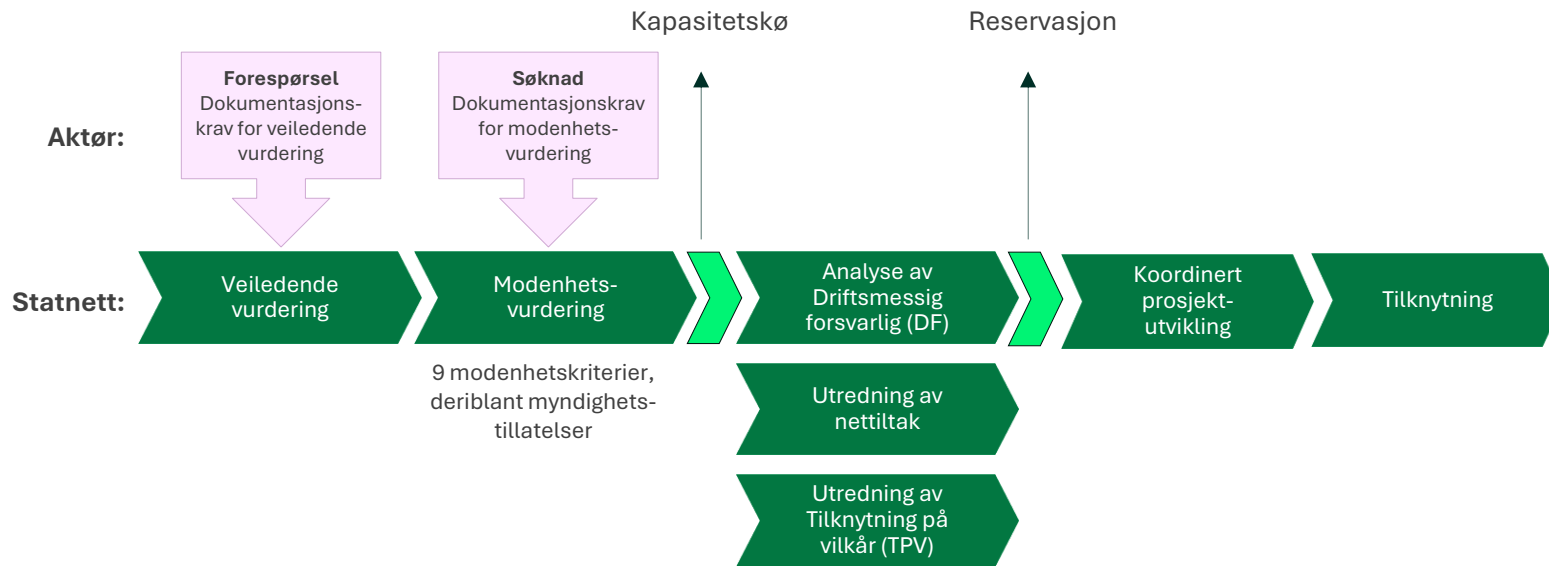 Kapasitetskø
Reservasjon
Aktør:
Forespørsel
Dokumentasjons-
krav for veiledende
vurdering
Søknad
Dokumentasjonskrav
for modenhets-
vurdering
Statnett:
Veiledende
vurdering
Modenhets-
vurdering
Analyse av
Driftsmessig
forsvarlig (DF)
Koordinert
prosjekt-
utvikling
Tilknytning
9 modenhetskriterier,
deriblant myndighets-
tillatelser
Utredning av
nettiltak
Utredning av
Tilknytning på
vilkår (TPV)